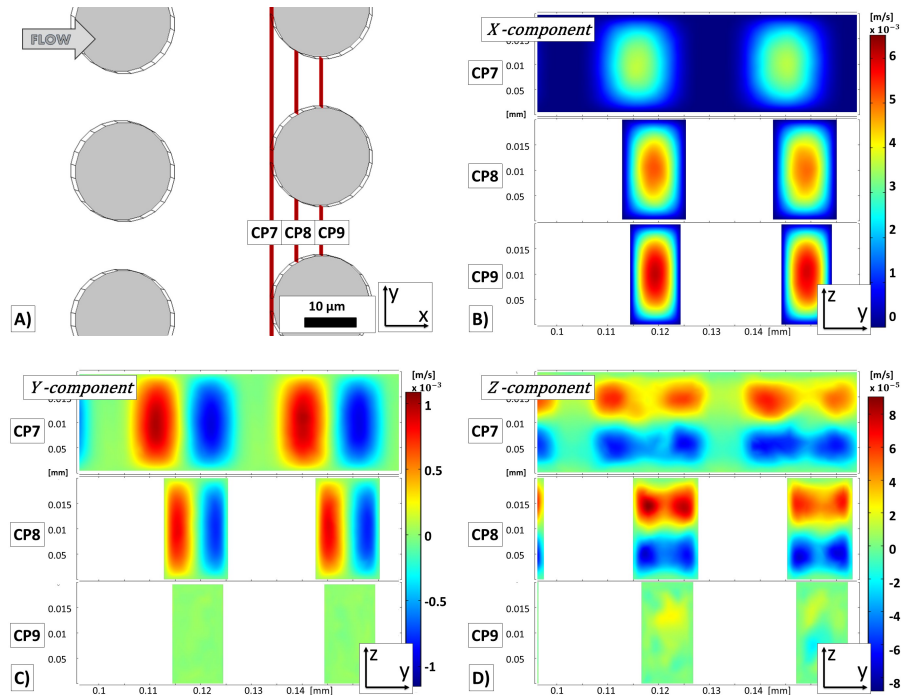 FLOW
CP7 CP8 CP9
10 µm
y
x
A)
X-component
[m/s]
x 10⁻³
CP7
0.015
0.01
0.05
[mm]
CP8
0.015
0.01
0.05
CP9
0.015
0.01
0.05
0.1 0.11 0.12 0.13 0.14 [mm]
6
5
4
3
2
1
0
z
y
B)
Y-component
[m/s]
x 10⁻³
CP7
0.015
0.01
0.05
[mm]
CP8
0.015
0.01
0.05
CP9
0.015
0.01
0.05
0.1 0.11 0.12 0.14 [mm]
1
0.5
0
-0.5
-1
z
y
C)
Z-component
[m/s]
x 10⁻⁵
CP7
0.015
0.01
0.05
[mm]
CP8
0.015
0.01
0.05
CP9
0.015
0.01
0.05
0.1 0.11 0.12 0.13 0.14 [mm]
8
6
4
2
0
-2
-4
-6
-8
z
y
D)